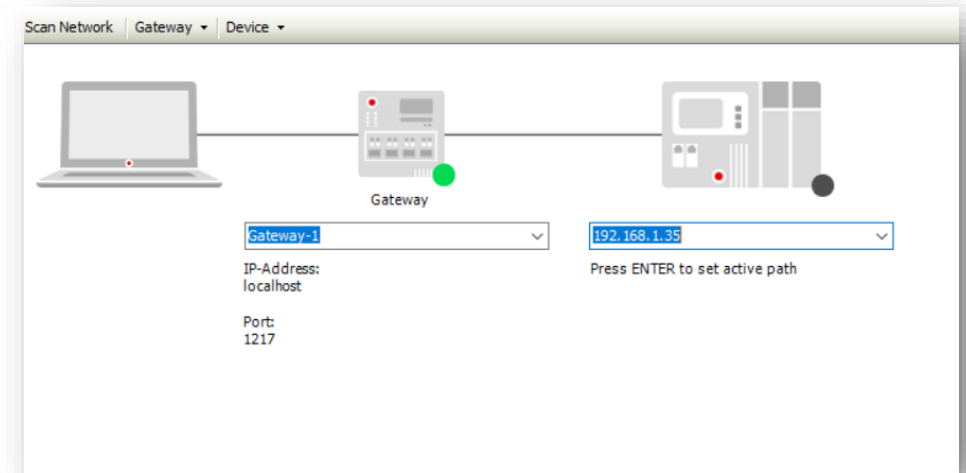 Scan Network Gateway Device
Gateway
Gateway-1
192.168.1.35
IP-Address:
localhost
Press ENTER to set active path
Port:
1217